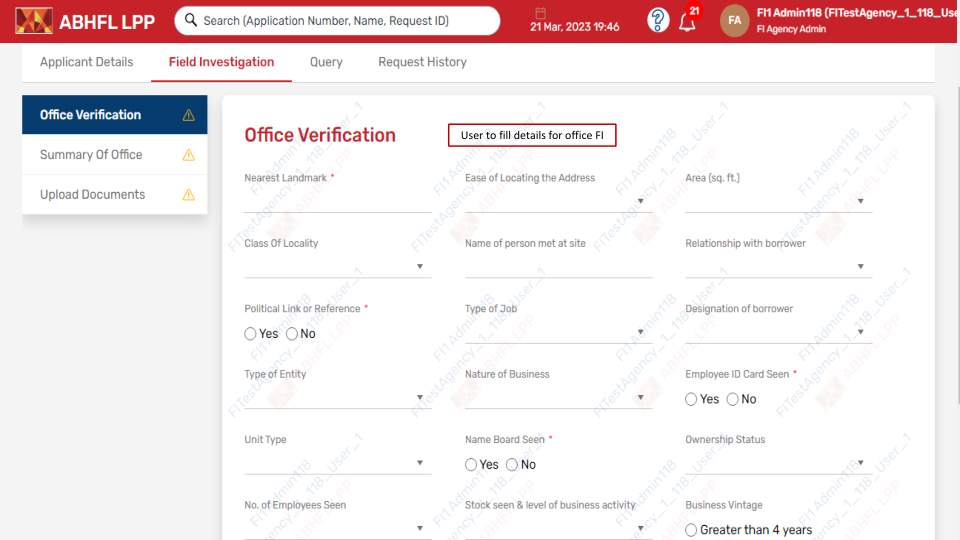 ABHFL LPP
Search (Application Number, Name, Request ID)
21 Mar, 2023 19:46
?
21
FA
FI1 Admin118 (FITestAgency_1_118_Use
FI Agency Admin
Applicant Details
Field Investigation
Query
Request History
Office Verification
Summary Of Office
Upload Documents
Office Verification
User to fill details for office FI
Nearest Landmark *
Ease of Locating the Address
Area (sq. ft.)
Class Of Locality
Name of person met at site
Relationship with borrower
Political Link or Reference *
Yes
No
Type of Job
Designation of borrower
Type of Entity
Nature of Business
Employee ID Card Seen *
Yes
No
Unit Type
Name Board Seen *
Yes
No
Ownership Status
No. of Employees Seen
Stock seen & level of business activity
Business Vintage
Greater than 4 years
FI1 Admin118
FITestAgency_1_118_User_1
ABHFL LPP